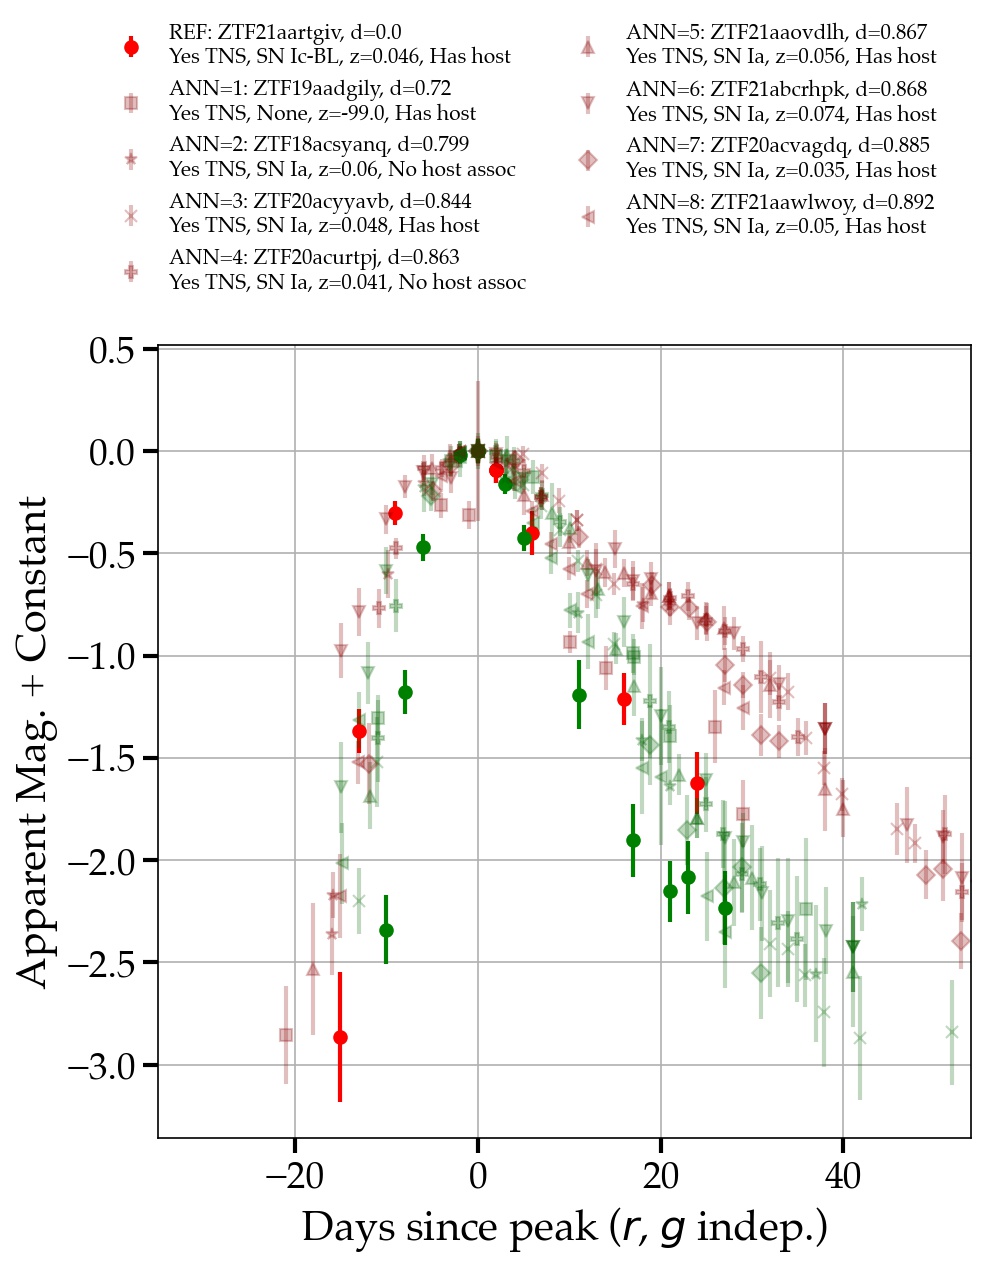 REF: ZTF21aartgiv, d=0.0
Yes TNS, SN Ic-BL, z=0.046, Has host
ANN=1: ZTF19aadgily, d=0.72
Yes TNS, None, z=-99.0, Has host
ANN=2: ZTF18acsyanq, d=0.799
Yes TNS, SN Ia, z=0.06, No host assoc
ANN=3: ZTF20acyyavb, d=0.844
Yes TNS, SN Ia, z=0.048, Has host
ANN=4: ZTF20acurtpj, d=0.863
Yes TNS, SN Ia, z=0.041, No host assoc
ANN=5: ZTF21aaovdlh, d=0.867
Yes TNS, SN Ia, z=0.056, Has host
ANN=6: ZTF21abcrhpk, d=0.868
Yes TNS, SN Ia, z=0.074, Has host
ANN=7: ZTF20acvagdq, d=0.885
Yes TNS, SN Ia, z=0.035, Has host
ANN=8: ZTF21aawlwoy, d=0.892
Yes TNS, SN Ia, z=0.05, Has host
Apparent Mag. + Constant
0.5
0.0
−0.5
−1.0
−1.5
−2.0
−2.5
−3.0
−20
0
20
40
Days since peak (r, g indep.)